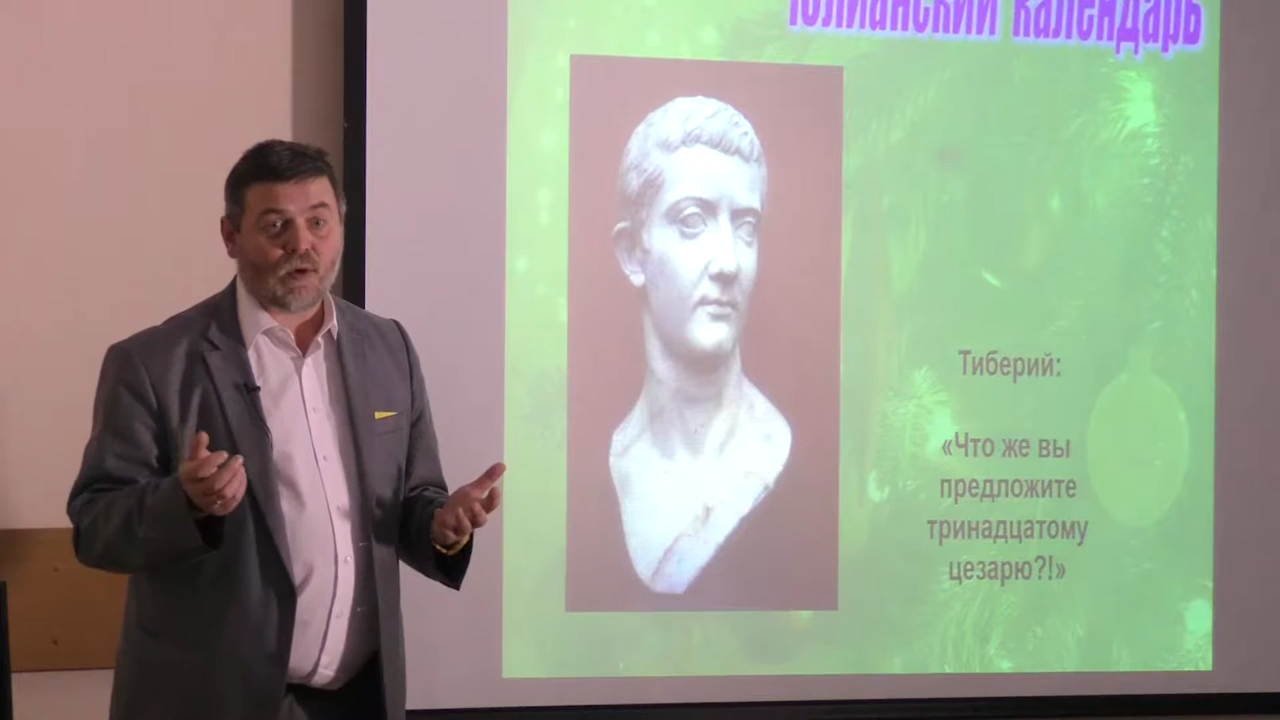 Юлианский календарь
Тиберий:
«Что же вы
предложите
тринадцатому
цезарю?!»